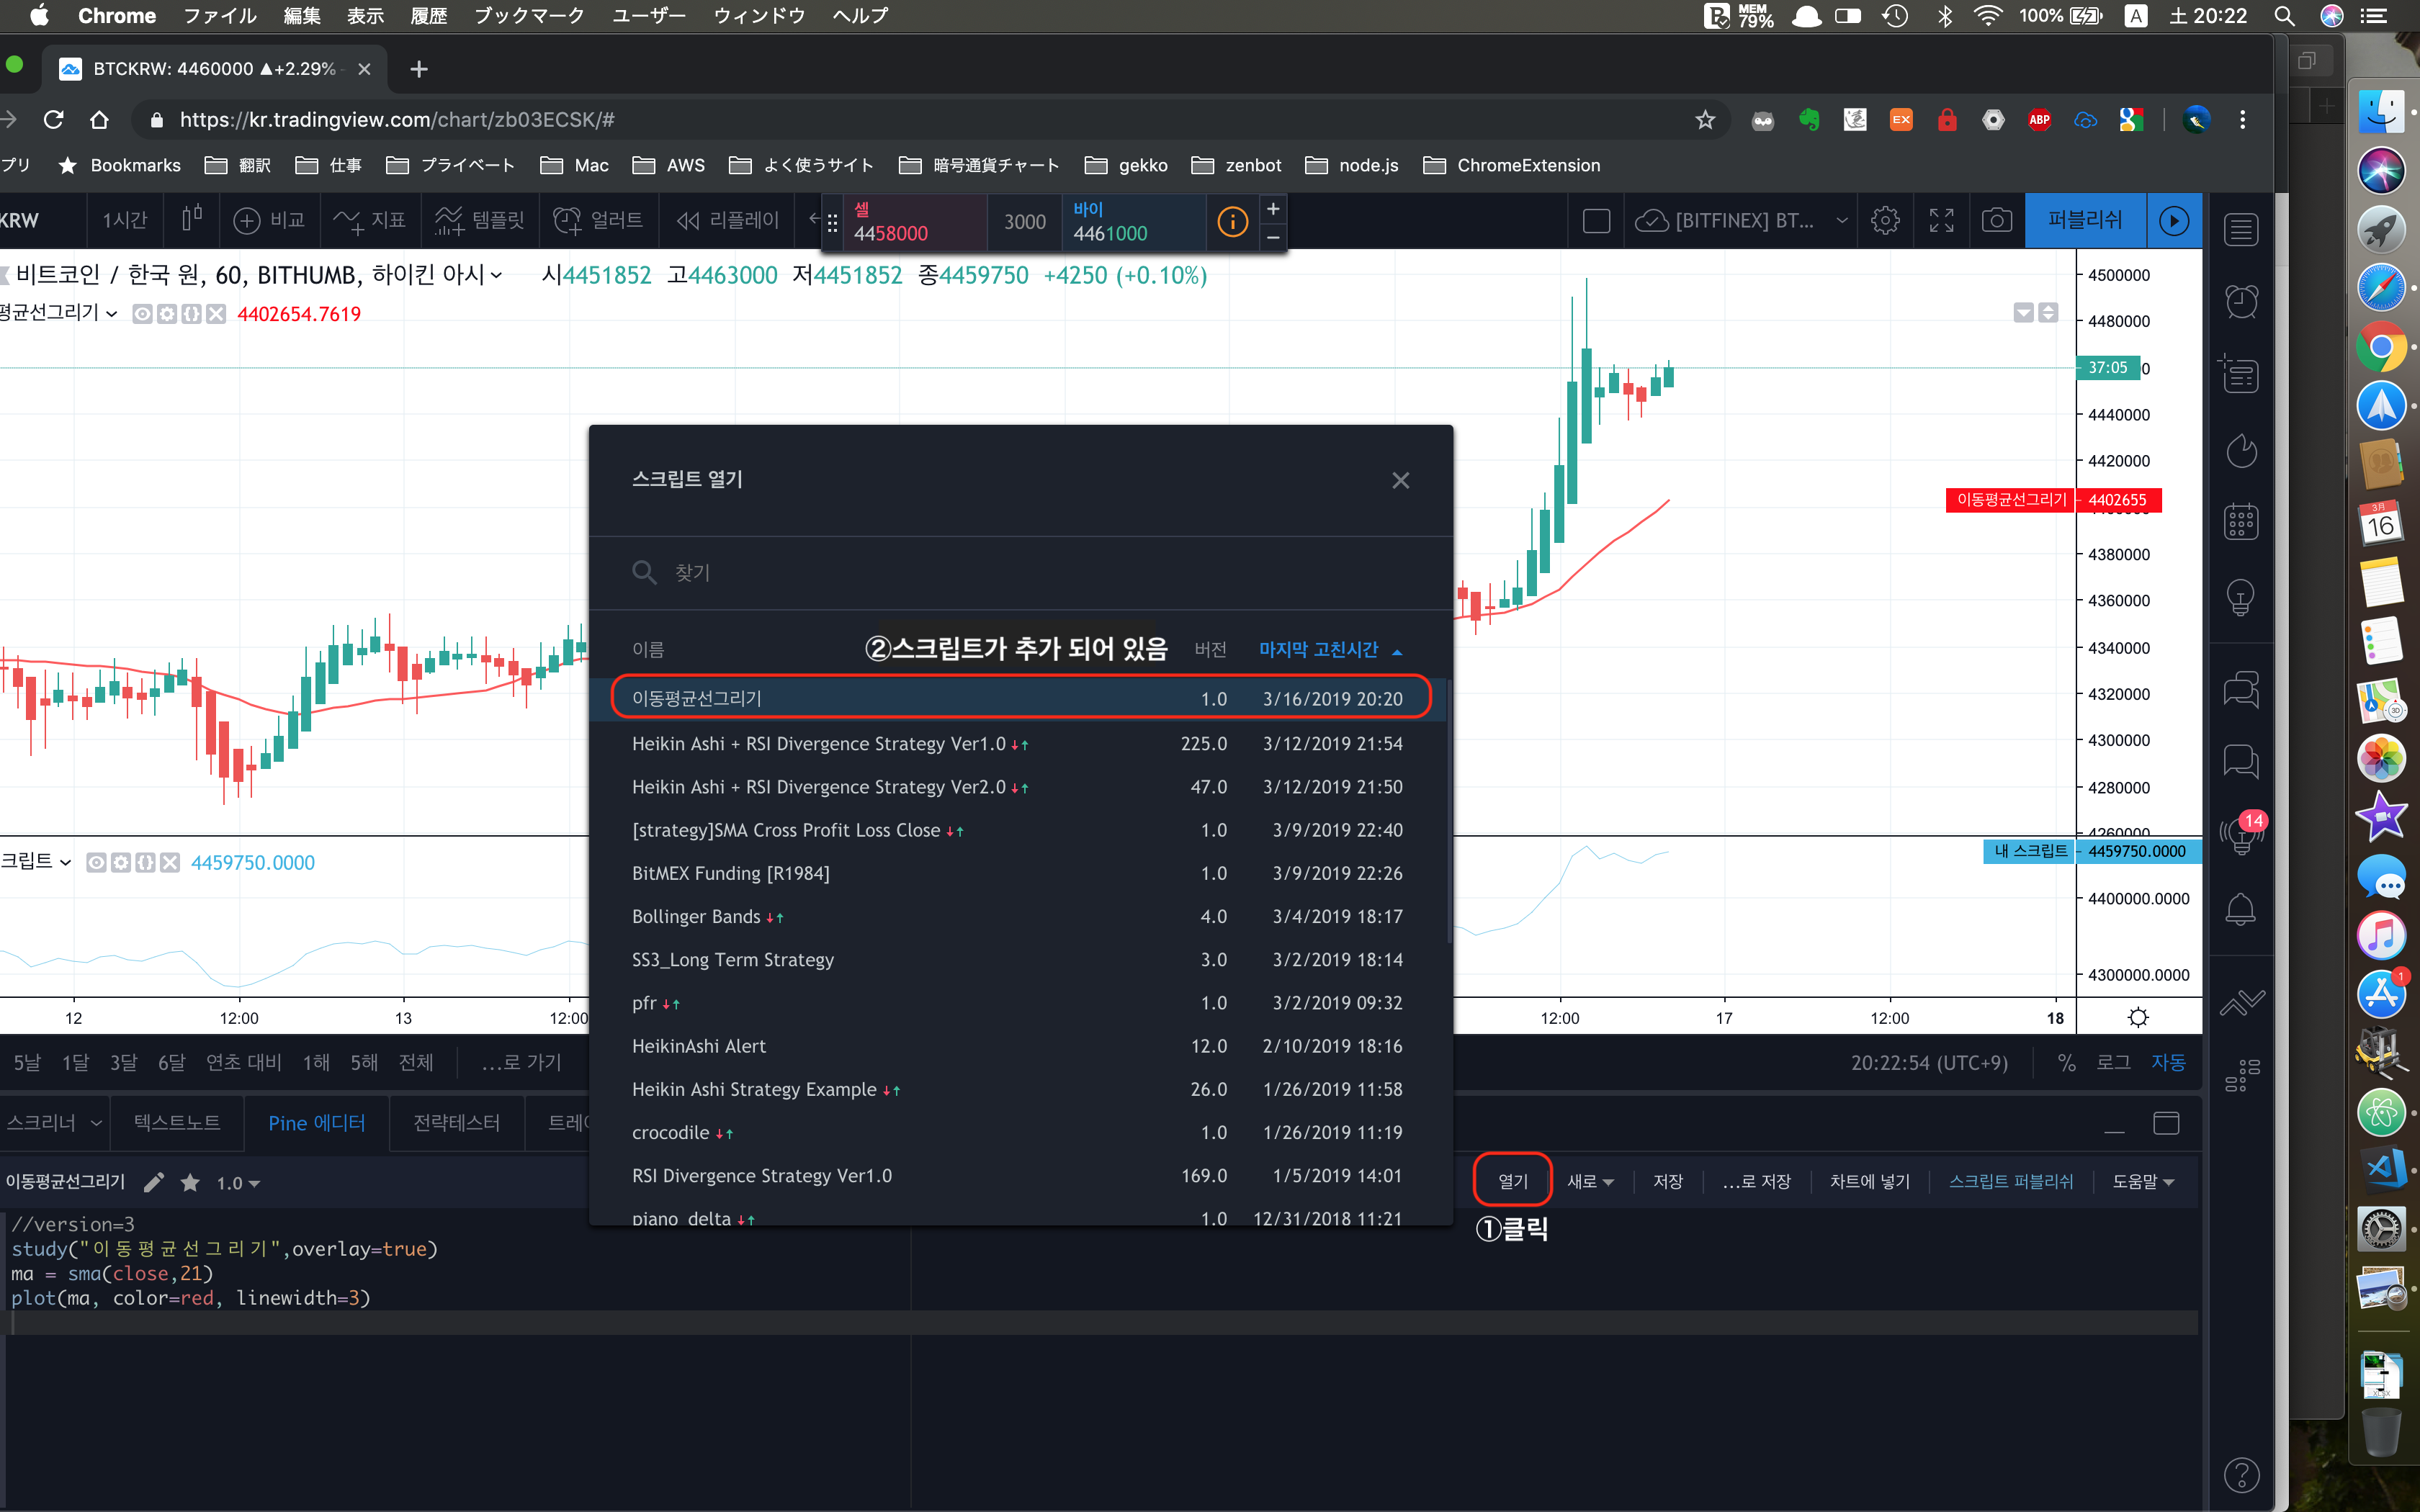 Chrome ファイル 編集 表示 履歴 ブックマーク ユーザー ウィンドウ ヘルプ MEM 79% 100% A 土 20:22
BTCKRW: 4460000 ▲+2.29%
https://kr.tradingview.com/chart/zb03ECSK/#
EX ABP
プリ Bookmarks 翻訳 仕事 プライベート Mac AWS よく使うサイト 暗号通貨チャート gekko zenbot node.js ChromeExtension
KRW 1시간 비교 지표 템플릿 얼러트 리플레이 셀 4458000 3000 바이 4461000 [BITFINEX] BT... 퍼블리쉬
비트코인 / 한국 원, 60, BITHUMB, 하이킨 아시 시4451852 고4463000 저4451852 종4459750 +4250 (+0.10%)
평균선그리기 4402654.7619
4500000
4480000
37:05
4440000
4420000
이동평균선그리기 4402655
4380000
4360000
4340000
4320000
4300000
4280000
4260000
크립트 4459750.0000
내 스크립트 4459750.0000
4400000.0000
4300000.0000
12 12:00 13 12:00 12:00 17 12:00 18
스크립트 열기
찾기
이름 ②스크립트가 추가 되어 있음 버전 마지막 고친시간
이동평균선그리기 1.0 3/16/2019 20:20
Heikin Ashi + RSI Divergence Strategy Ver1.0 225.0 3/12/2019 21:54
Heikin Ashi + RSI Divergence Strategy Ver2.0 47.0 3/12/2019 21:50
[strategy]SMA Cross Profit Loss Close 1.0 3/9/2019 22:40
BitMEX Funding [R1984] 1.0 3/9/2019 22:26
Bollinger Bands 4.0 3/4/2019 18:17
SS3_Long Term Strategy 3.0 3/2/2019 18:14
pfr 1.0 3/2/2019 09:32
HeikinAshi Alert 12.0 2/10/2019 18:16
Heikin Ashi Strategy Example 26.0 1/26/2019 11:58
crocodile 1.0 1/26/2019 11:19
RSI Divergence Strategy Ver1.0 169.0 1/5/2019 14:01
piano_delta 1.0 12/31/2018 11:21
5날 1달 3달 6달 연초 대비 1해 5해 전체 ...로 가기 20:22:54 (UTC+9) % 로그 자동
스크리너 텍스트노트 Pine 에디터 전략테스터 트레이
이동평균선그리기 1.0 열기 새로 저장 ...로 저장 차트에 넣기 스크립트 퍼블리쉬 도움말
①클릭
//version=3
study("이동평균선그리기",overlay=true)
ma = sma(close,21)
plot(ma, color=red, linewidth=3)
14
3月
16
3D
1